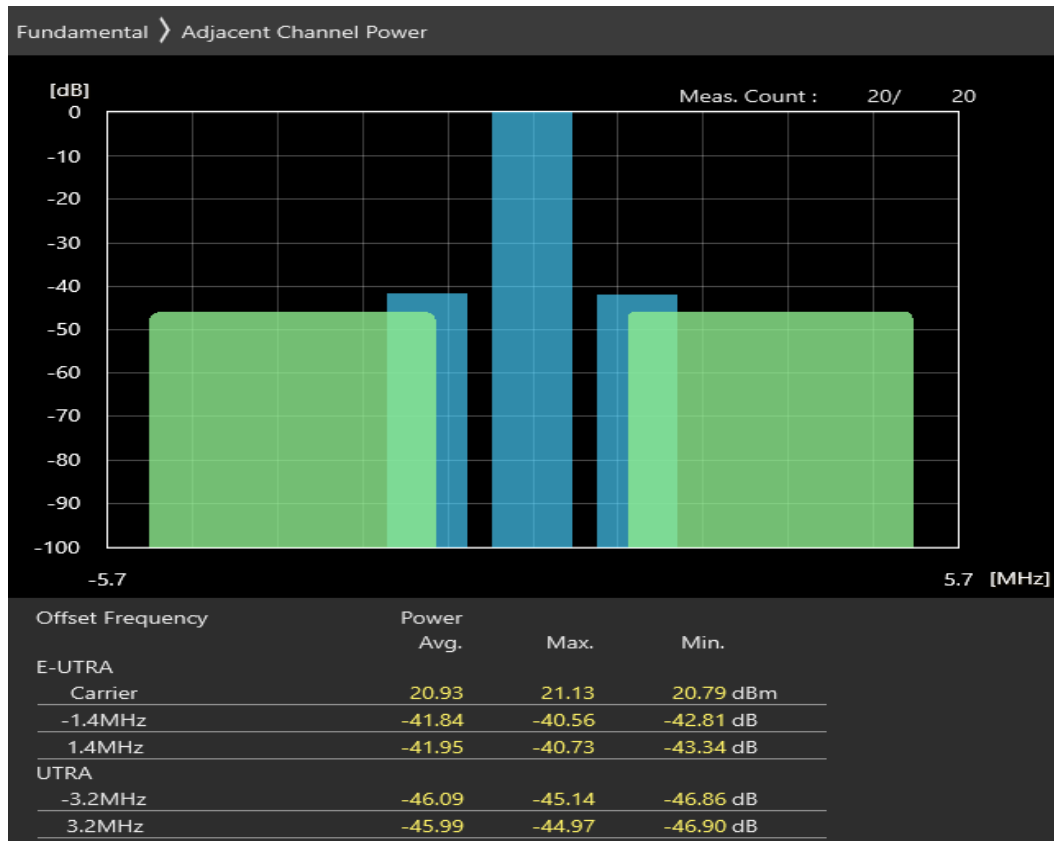 Fundamental 〉 Adjacent Channel Power
[dB]
Meas. Count : 20/ 20
0
-10
-20
-30
-40
-50
-60
-70
-80
-90
-100
-5.7 5.7 [MHz]
Offset Frequency Power
Avg. Max. Min.
E-UTRA
Carrier 20.93 21.13 20.79 dBm
-1.4MHz -41.84 -40.56 -42.81 dB
1.4MHz -41.95 -40.73 -43.34 dB
UTRA
-3.2MHz -46.09 -45.14 -46.86 dB
3.2MHz -45.99 -44.97 -46.90 dB